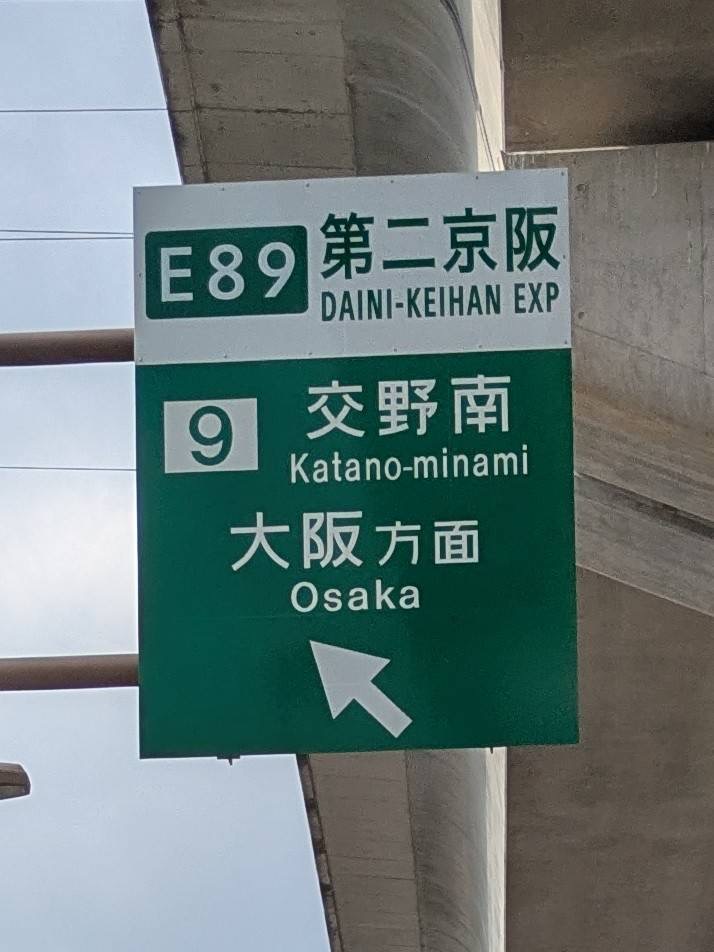 E89 第二京阪
DAINI-KEIHAN EXP
9 交野南
Katano-minami
大阪方面
Osaka